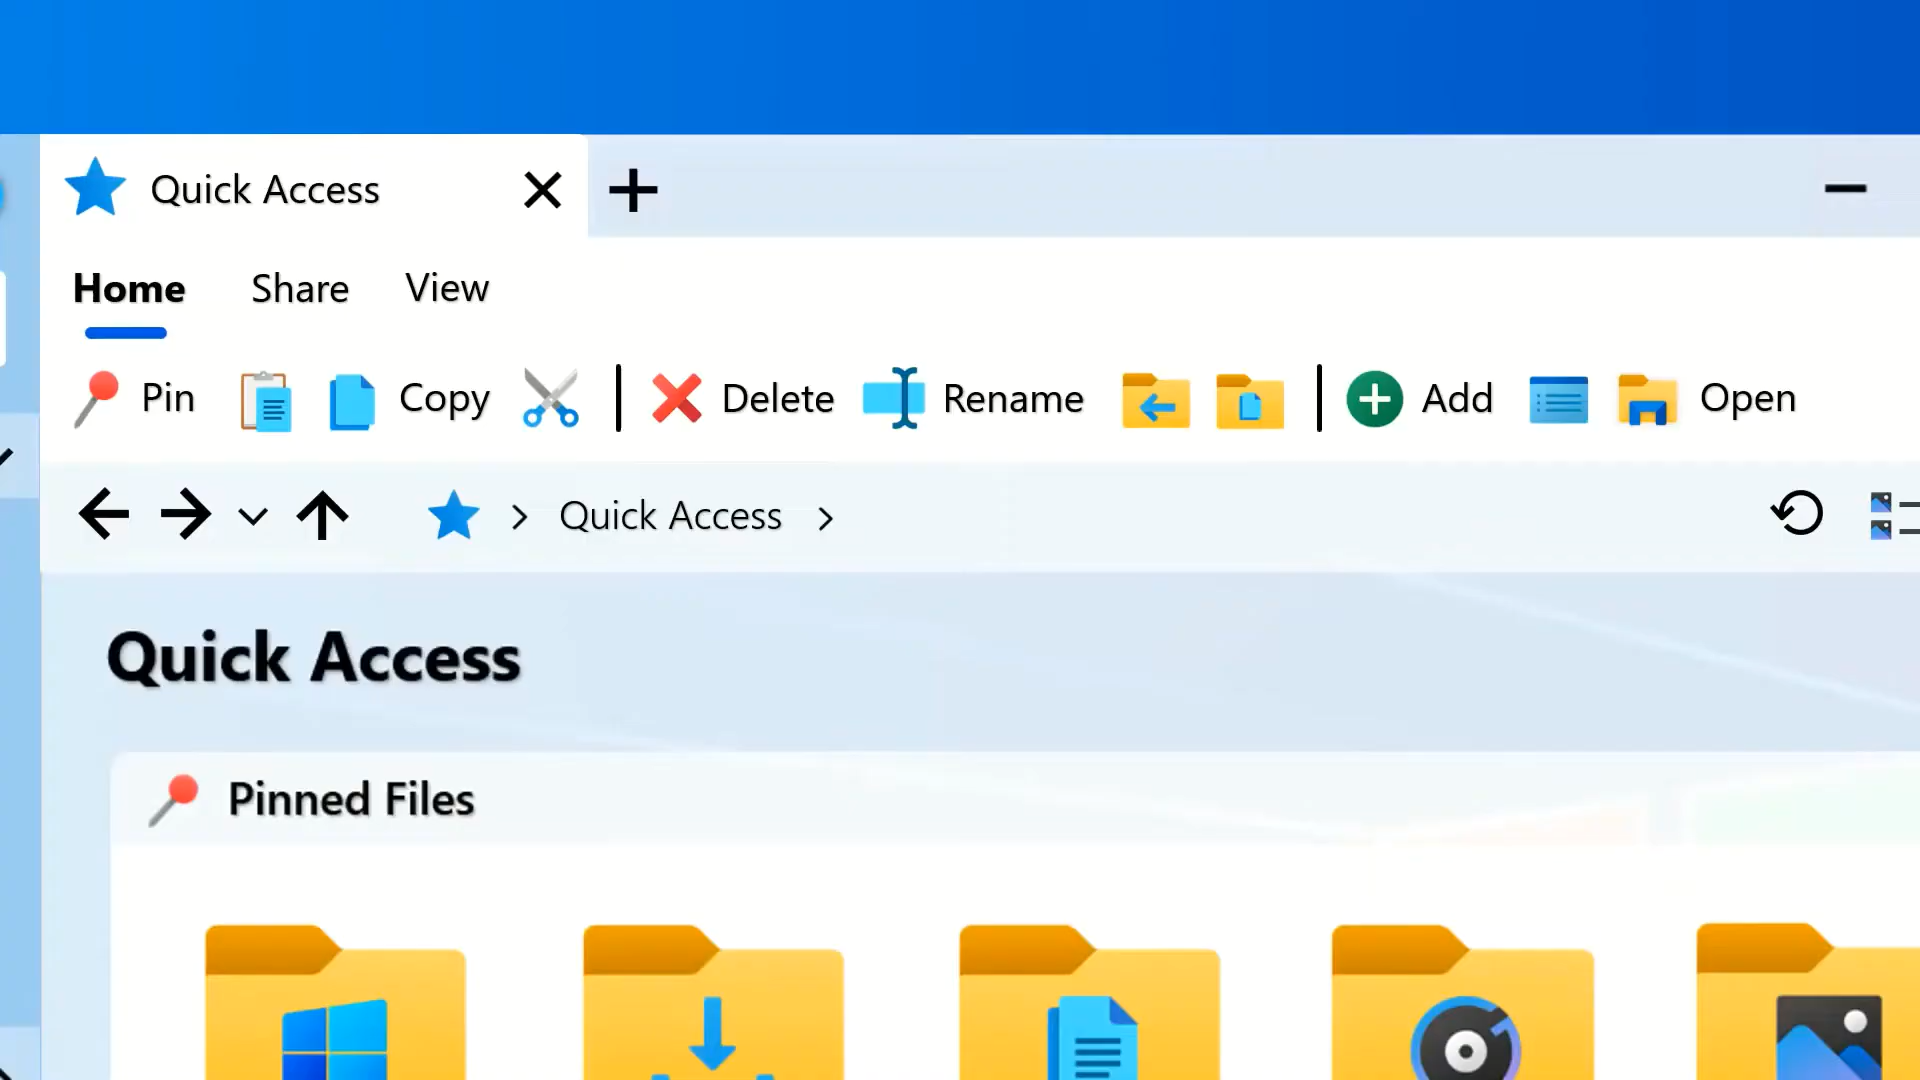 Quick Access
Home Share View
Pin Copy Delete Rename Add Open
Quick Access
Quick Access
Pinned Files